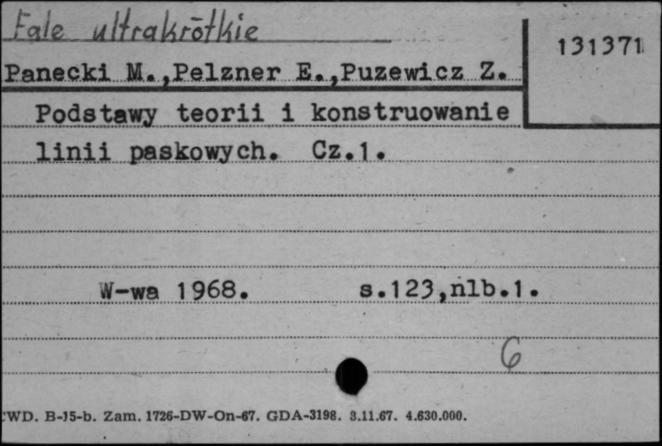 Fale ultrakrótkie
131371
Panecki M.,Pelzner E.,Puzewicz Z.
Podstawy teorii i konstruowanie
linii paskowych. Cz.1.
W-wa 1968. s.123,nlb.1.
6
WD. B-15-b. Zam. 1726-DW-On-67. GDA-3198. 3.11.67. 4.630.000.